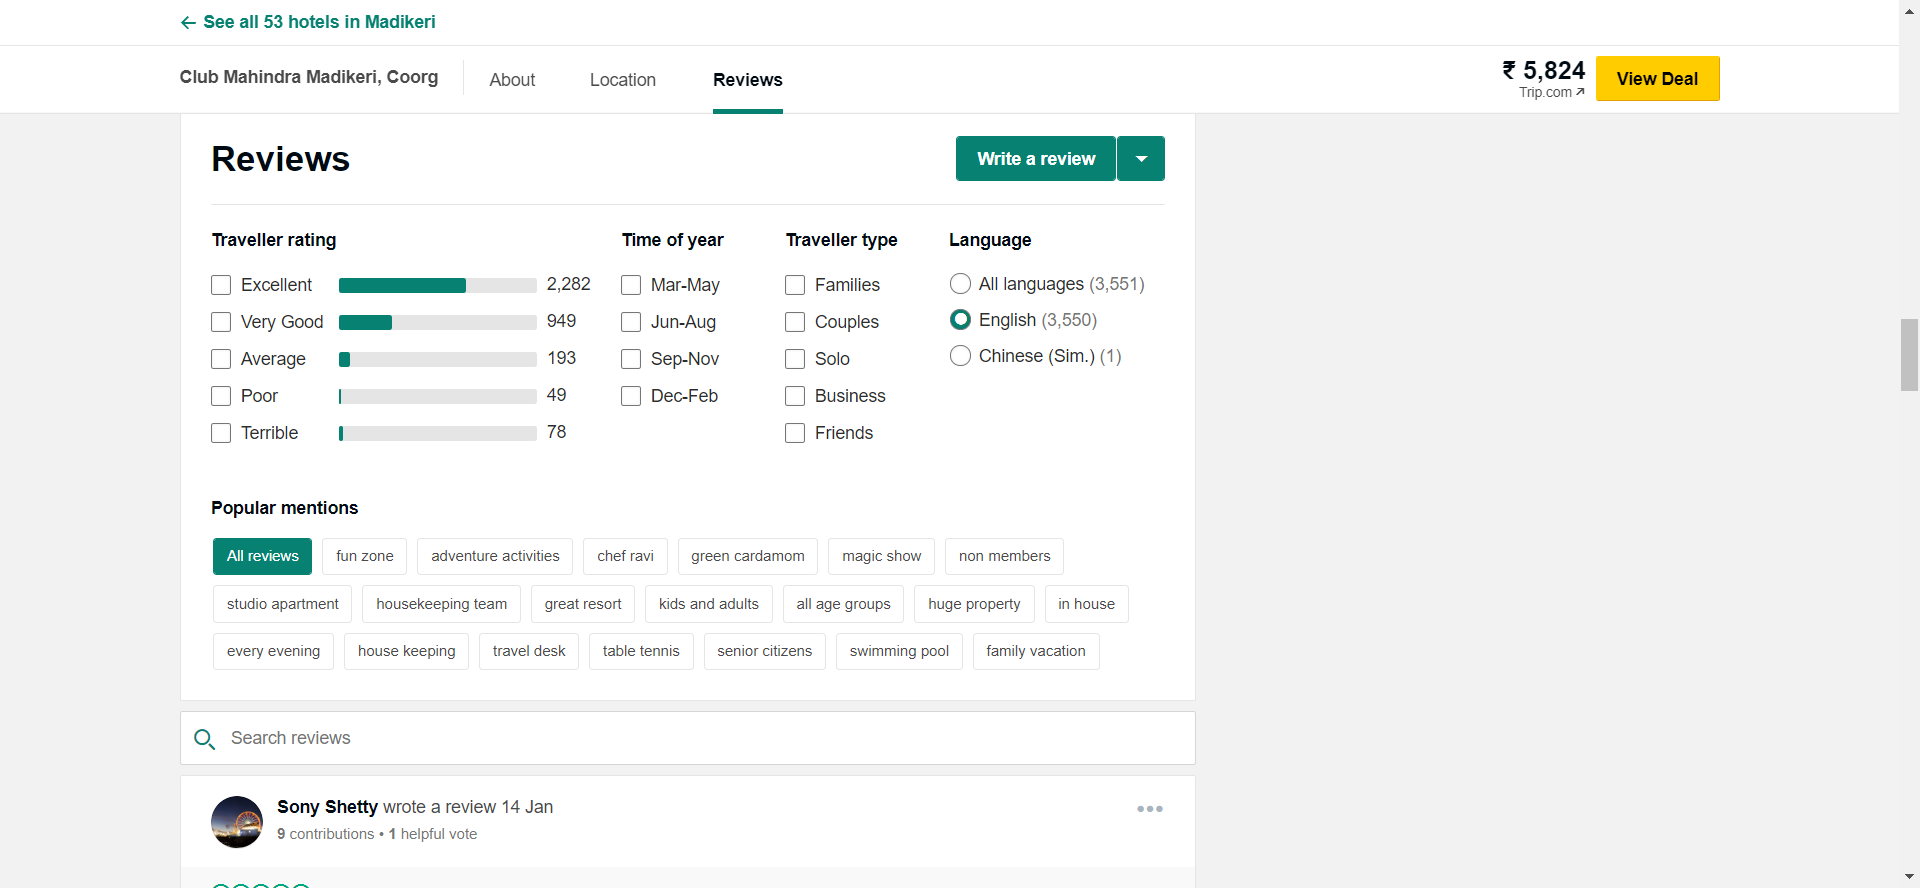 See all 53 hotels in Madikeri
Club Mahindra Madikeri, Coorg
About
Location
Reviews
₹ 5,824
Trip.com
View Deal
Reviews
Write a review
Traveller rating
Excellent 2,282
Very Good 949
Average 193
Poor 49
Terrible 78
Time of year
Mar-May
Jun-Aug
Sep-Nov
Dec-Feb
Traveller type
Families
Couples
Solo
Business
Friends
Language
All languages (3,551)
English (3,550)
Chinese (Sim.) (1)
Popular mentions
All reviews fun zone adventure activities chef ravi green cardamom magic show non members
studio apartment housekeeping team great resort kids and adults all age groups huge property in house
every evening house keeping travel desk table tennis senior citizens swimming pool family vacation
Search reviews
Sony Shetty wrote a review 14 Jan
9 contributions • 1 helpful vote